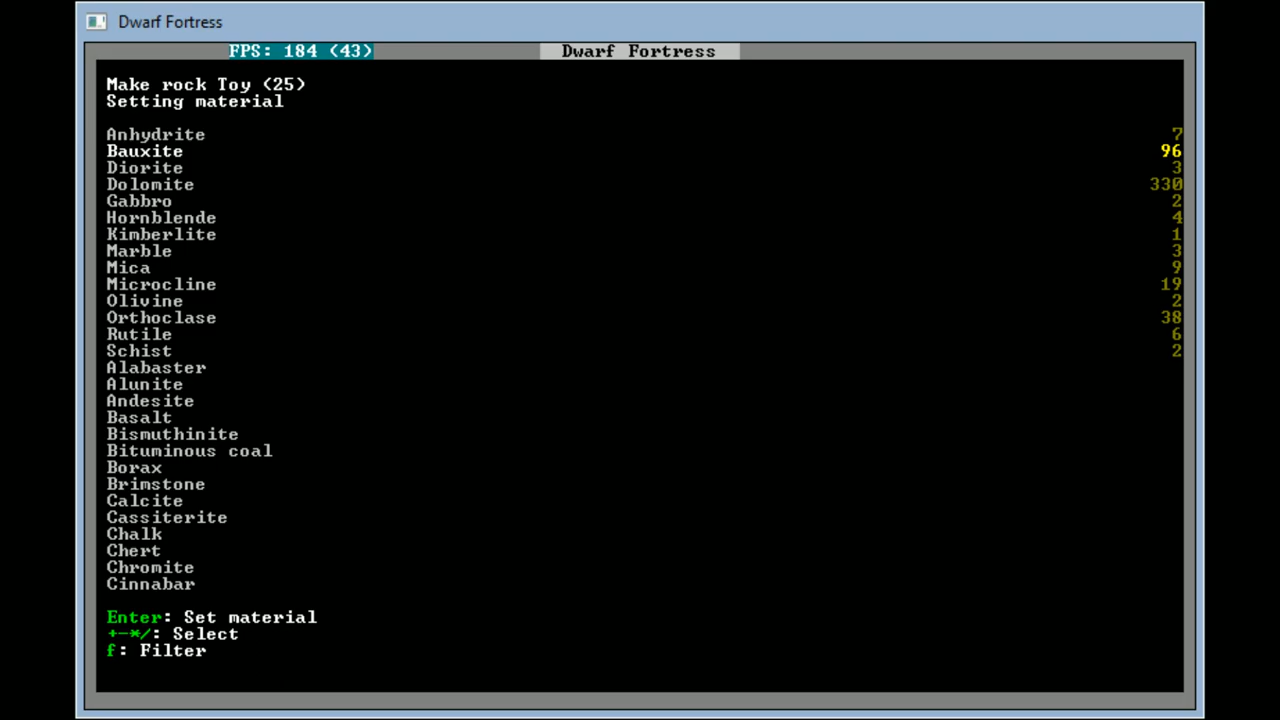 Dwarf Fortress
FPS: 184 (43) Dwarf Fortress
Make rock Toy (25)
Setting material
Anhydrite 7
Bauxite 96
Diorite 3
Dolomite 330
Gabbro 2
Hornblende 4
Kimberlite 1
Marble 3
Mica 9
Microcline 19
Olivine 2
Orthoclase 38
Rutile 6
Schist 2
Alabaster
Alunite
Andesite
Basalt
Bismuthinite
Bituminous coal
Borax
Brimstone
Calcite
Cassiterite
Chalk
Chert
Chromite
Cinnabar
Enter: Set material
+-*/: Select
f: Filter